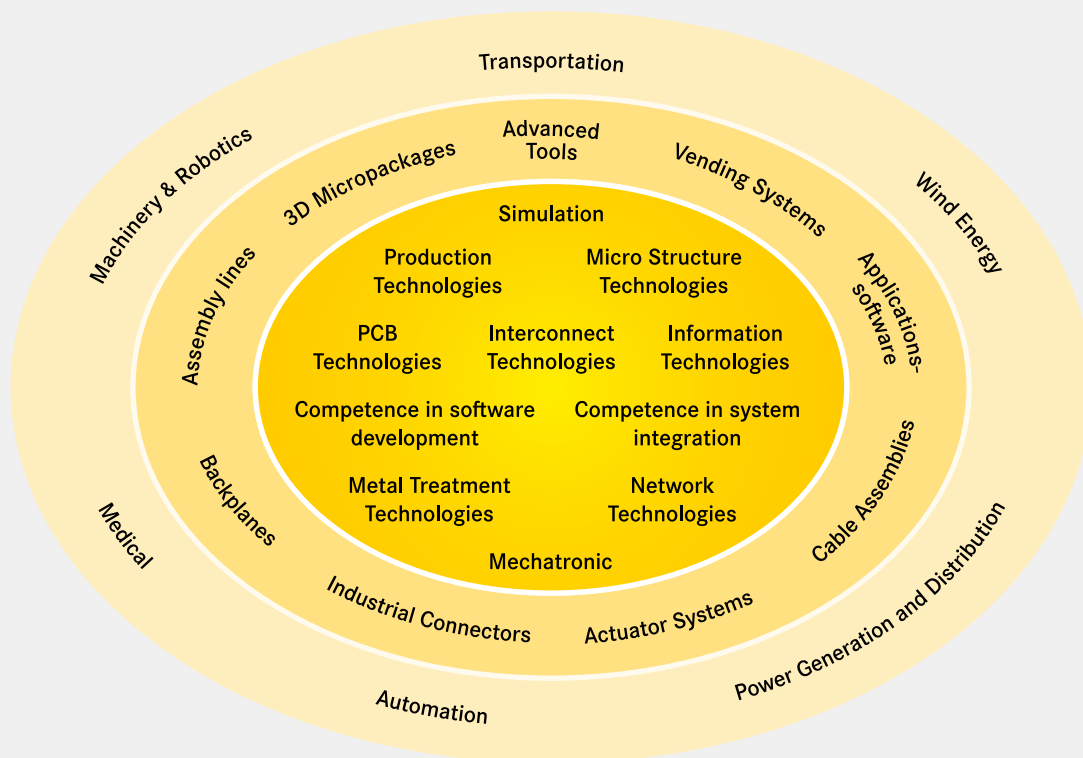 Transportation
Machinery & Robotics
Wind Energy
Medical
Power Generation and Distribution
Automation
Advanced
Tools
3D Micropackages
Vending Systems
Assembly lines
Applications-
software
Backplanes
Cable Assemblies
Industrial Connectors
Actuator Systems
Simulation
Production
Technologies
Micro Structure
Technologies
PCB
Technologies
Interconnect
Technologies
Information
Technologies
Competence in software
development
Competence in system
integration
Metal Treatment
Technologies
Network
Technologies
Mechatronic